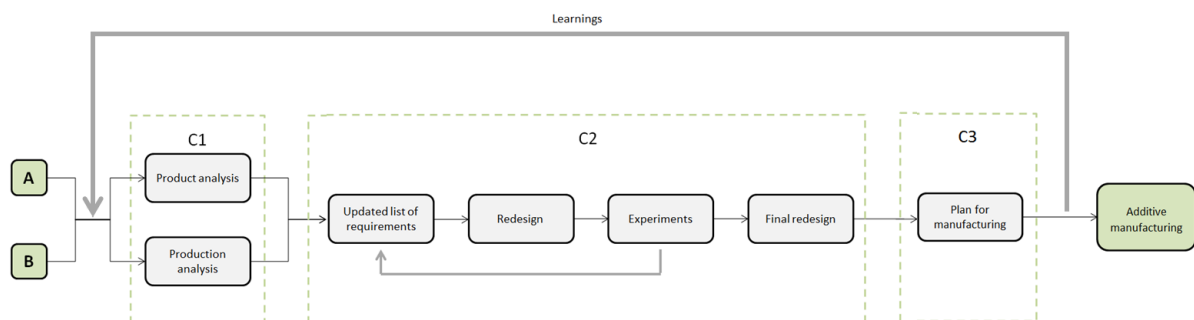 Learnings
C1
C2
C3
A
B
Product analysis
Production
analysis
Updated list of
requirements
Redesign
Experiments
Final redesign
Plan for
manufacturing
Additive
manufacturing